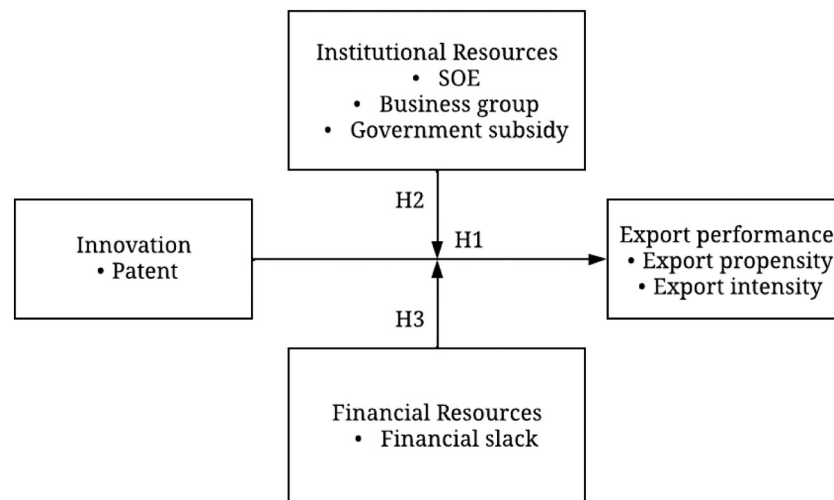 Institutional Resources
• SOE
• Business group
• Government subsidy
H2
H1
Innovation
• Patent
Export performance
• Export propensity
• Export intensity
H3
Financial Resources
• Financial slack